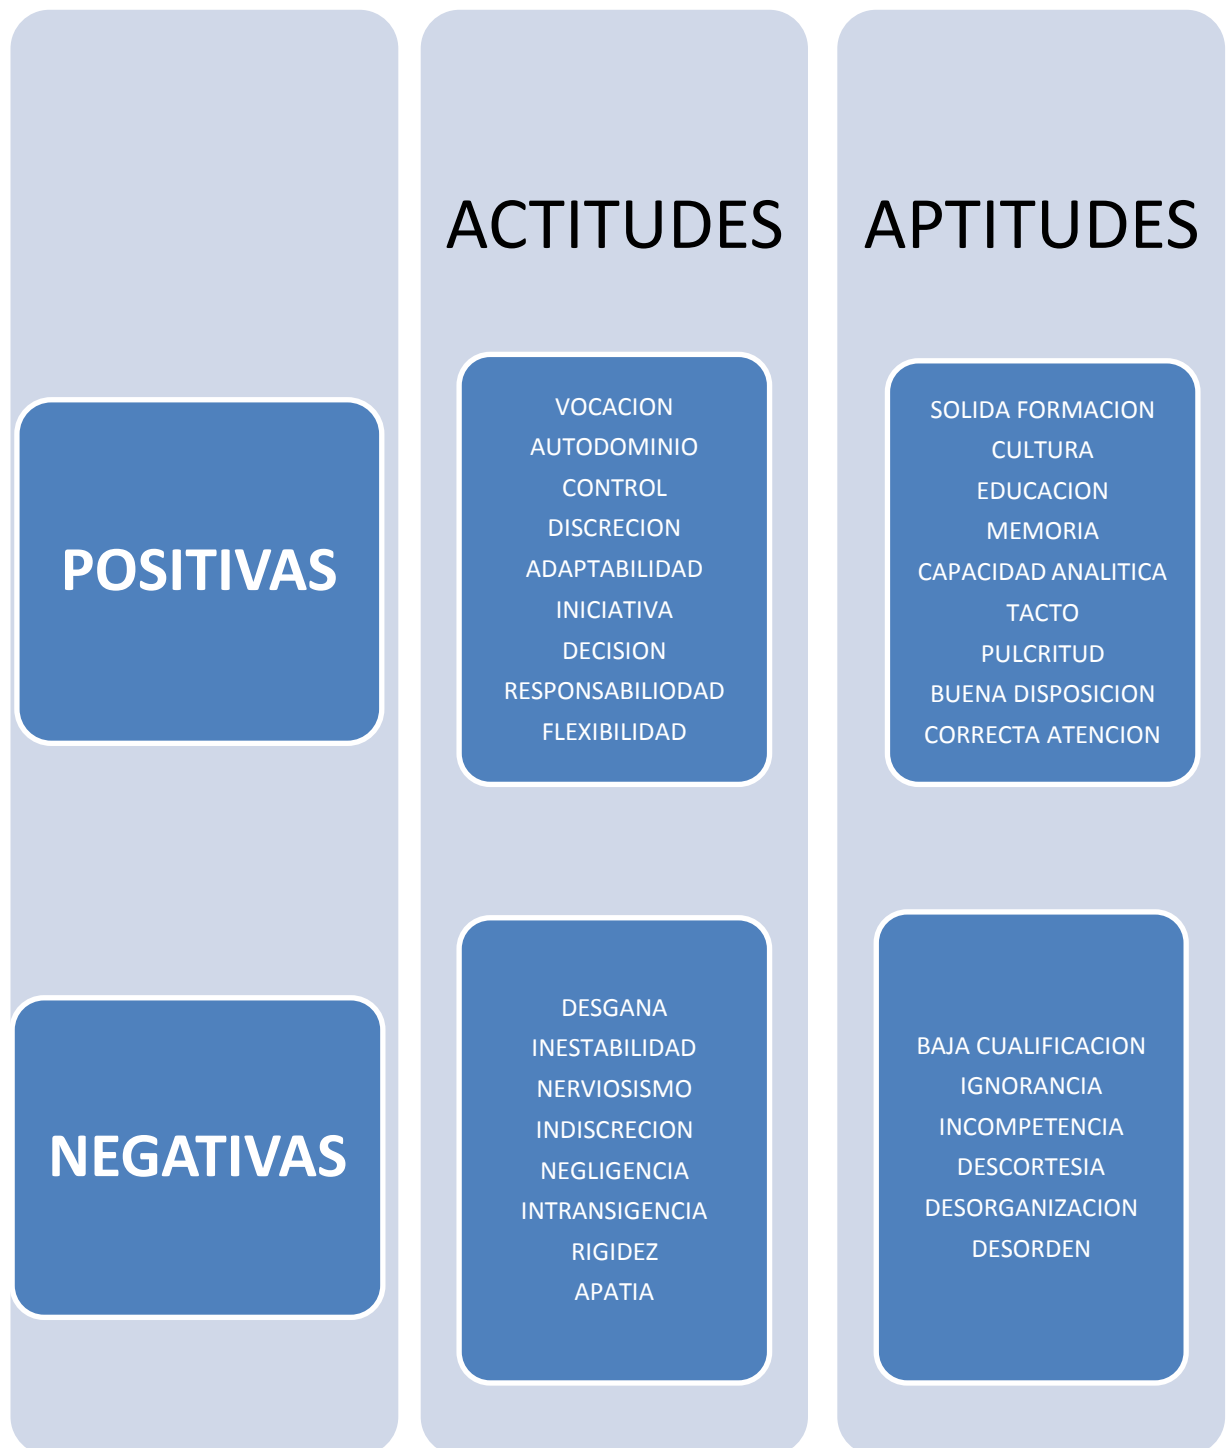 ACTITUDES
APTITUDES
POSITIVAS
VOCACION
AUTODOMINIO
CONTROL
DISCRECION
ADAPTABILIDAD
INICIATIVA
DECISION
RESPONSABILIODAD
FLEXIBILIDAD
SOLIDA FORMACION
CULTURA
EDUCACION
MEMORIA
CAPACIDAD ANALITICA
TACTO
PULCRITUD
BUENA DISPOSICION
CORRECTA ATENCION
NEGATIVAS
DESGANA
INESTABILIDAD
NERVIOSISMO
INDISCRECION
NEGLIGENCIA
INTRANSIGENCIA
RIGIDEZ
APATIA
BAJA CUALIFICACION
IGNORANCIA
INCOMPETENCIA
DESCORTESIA
DESORGANIZACION
DESORDEN